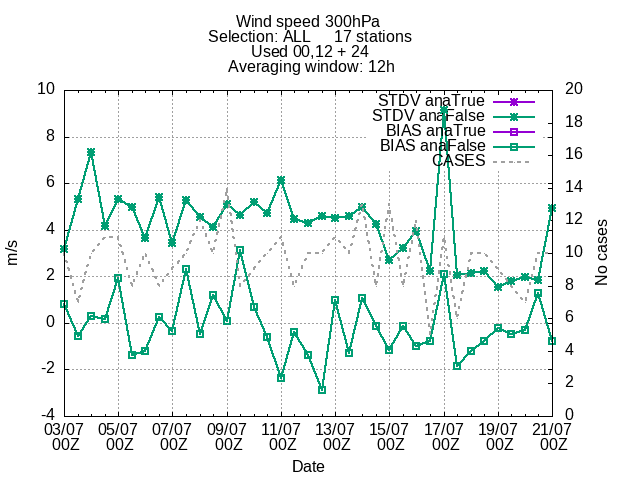 Wind speed 300hPa
Selection: ALL 17 stations
Used 00,12 + 24
Averaging window: 12h
STDV anaTrue
STDV anaFalse
BIAS anaTrue
BIAS anaFalse
CASES
10
8
6
4
2
0
-2
-4
m/s
20
18
16
14
12
10
8
6
4
2
0
No cases
03/07 05/07 07/07 09/07 11/07 13/07 15/07 17/07 19/07 21/07
00Z 00Z 00Z 00Z 00Z 00Z 00Z 00Z 00Z 00Z
Date